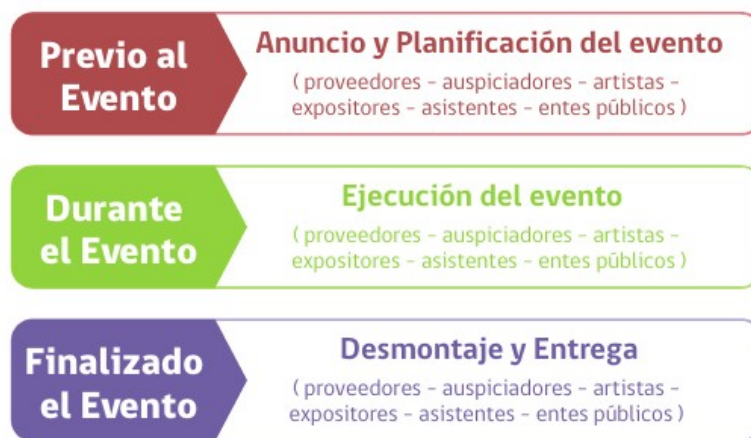 Previo al
Evento
Anuncio y Planificación del evento
( proveedores - auspiciadores - artistas -
expositores - asistentes - entes públicos )
Durante
el Evento
Ejecución del evento
( proveedores - auspiciadores - artistas -
expositores - asistentes - entes públicos )
Finalizado
el Evento
Desmontaje y Entrega
( proveedores - auspiciadores - artistas -
expositores - asistentes - entes públicos )